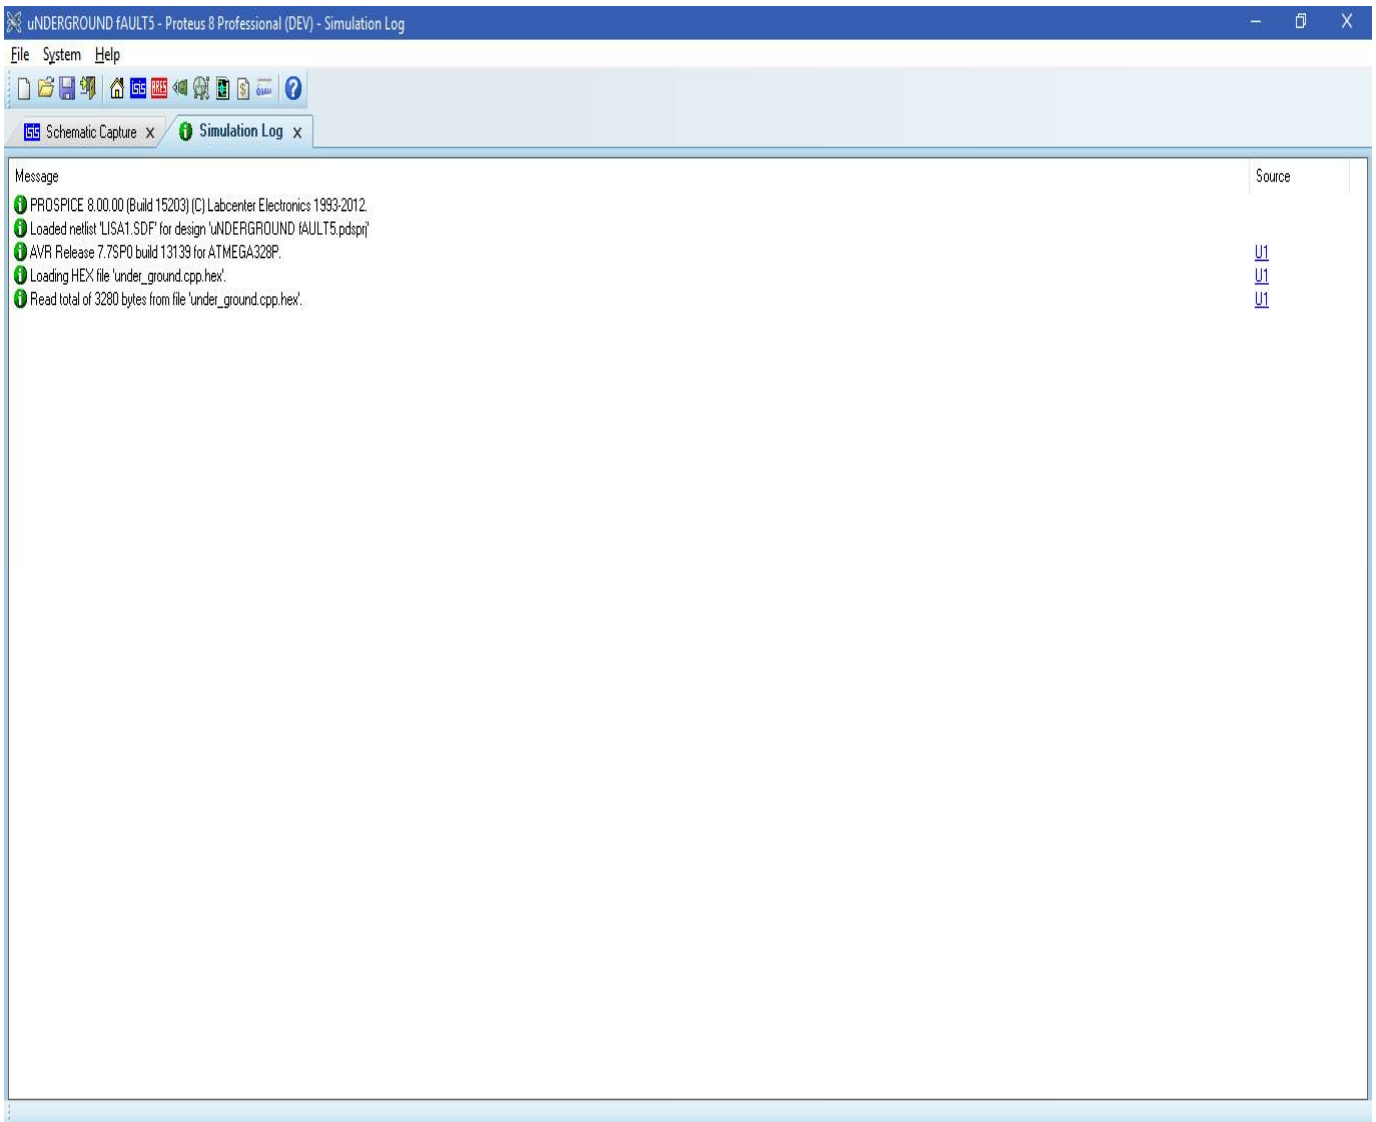 uNDERGROUND fAULT5 - Proteus 8 Professional (DEV) - Simulation Log
File System Help
Schematic Capture x Simulation Log x
Message Source
PROSPICE 8.00.00 (Build 15203) (C) Labcenter Electronics 1993-2012.
Loaded netlist 'LISA1.SDF' for design 'uNDERGROUND fAULT5.pdsprj'
AVR Release 7.7SP0 build 13139 for ATMEGA328P. U1
Loading HEX file 'under_ground.cpp.hex'. U1
Read total of 3280 bytes from file 'under_ground.cpp.hex'. U1